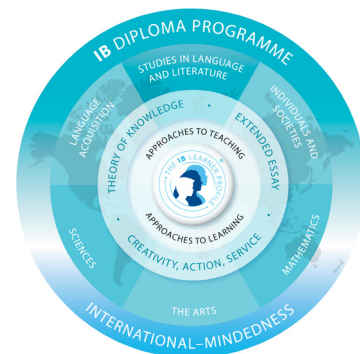 IB DIPLOMA PROGRAMME
STUDIES IN LANGUAGE
AND LITERATURE
LANGUAGE
ACQUISITION
INDIVIDUALS AND
SOCIETIES
THEORY OF KNOWLEDGE
EXTENDED ESSAY
APPROACHES TO TEACHING
THE IB LEARNER PROFILE
APPROACHES TO LEARNING
CREATIVITY, ACTION, SERVICE
SCIENCES
MATHEMATICS
THE ARTS
INTERNATIONAL-MINDEDNESS